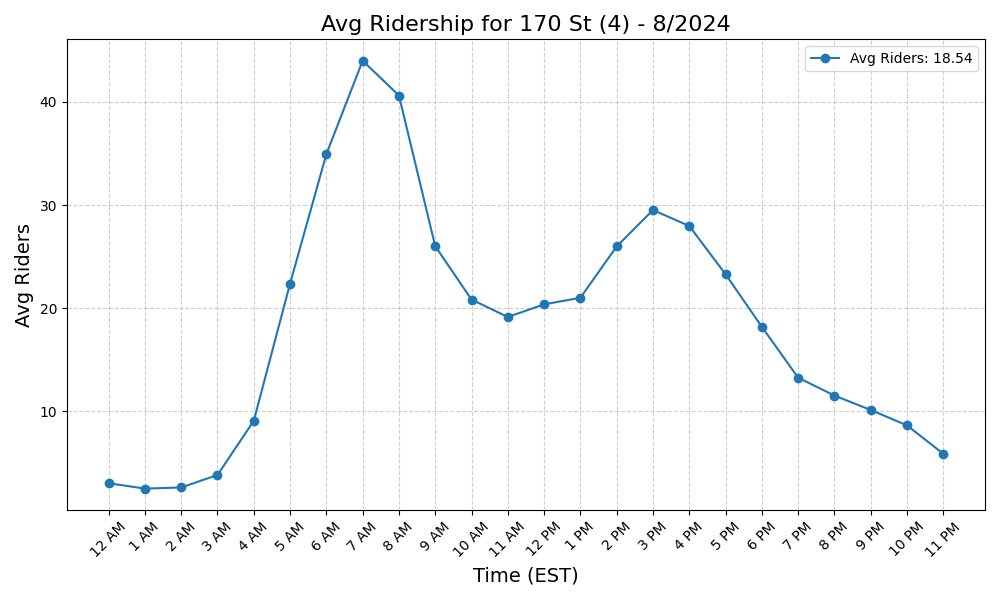 Avg Ridership for 170 St (4) - 8/2024
Avg Riders: 18.54
Avg Riders
40
30
20
10
12 AM
1 AM
2 AM
3 AM
4 AM
5 AM
6 AM
7 AM
8 AM
9 AM
10 AM
11 AM
12 PM
1 PM
2 PM
3 PM
4 PM
5 PM
6 PM
7 PM
8 PM
9 PM
10 PM
11 PM
Time (EST)